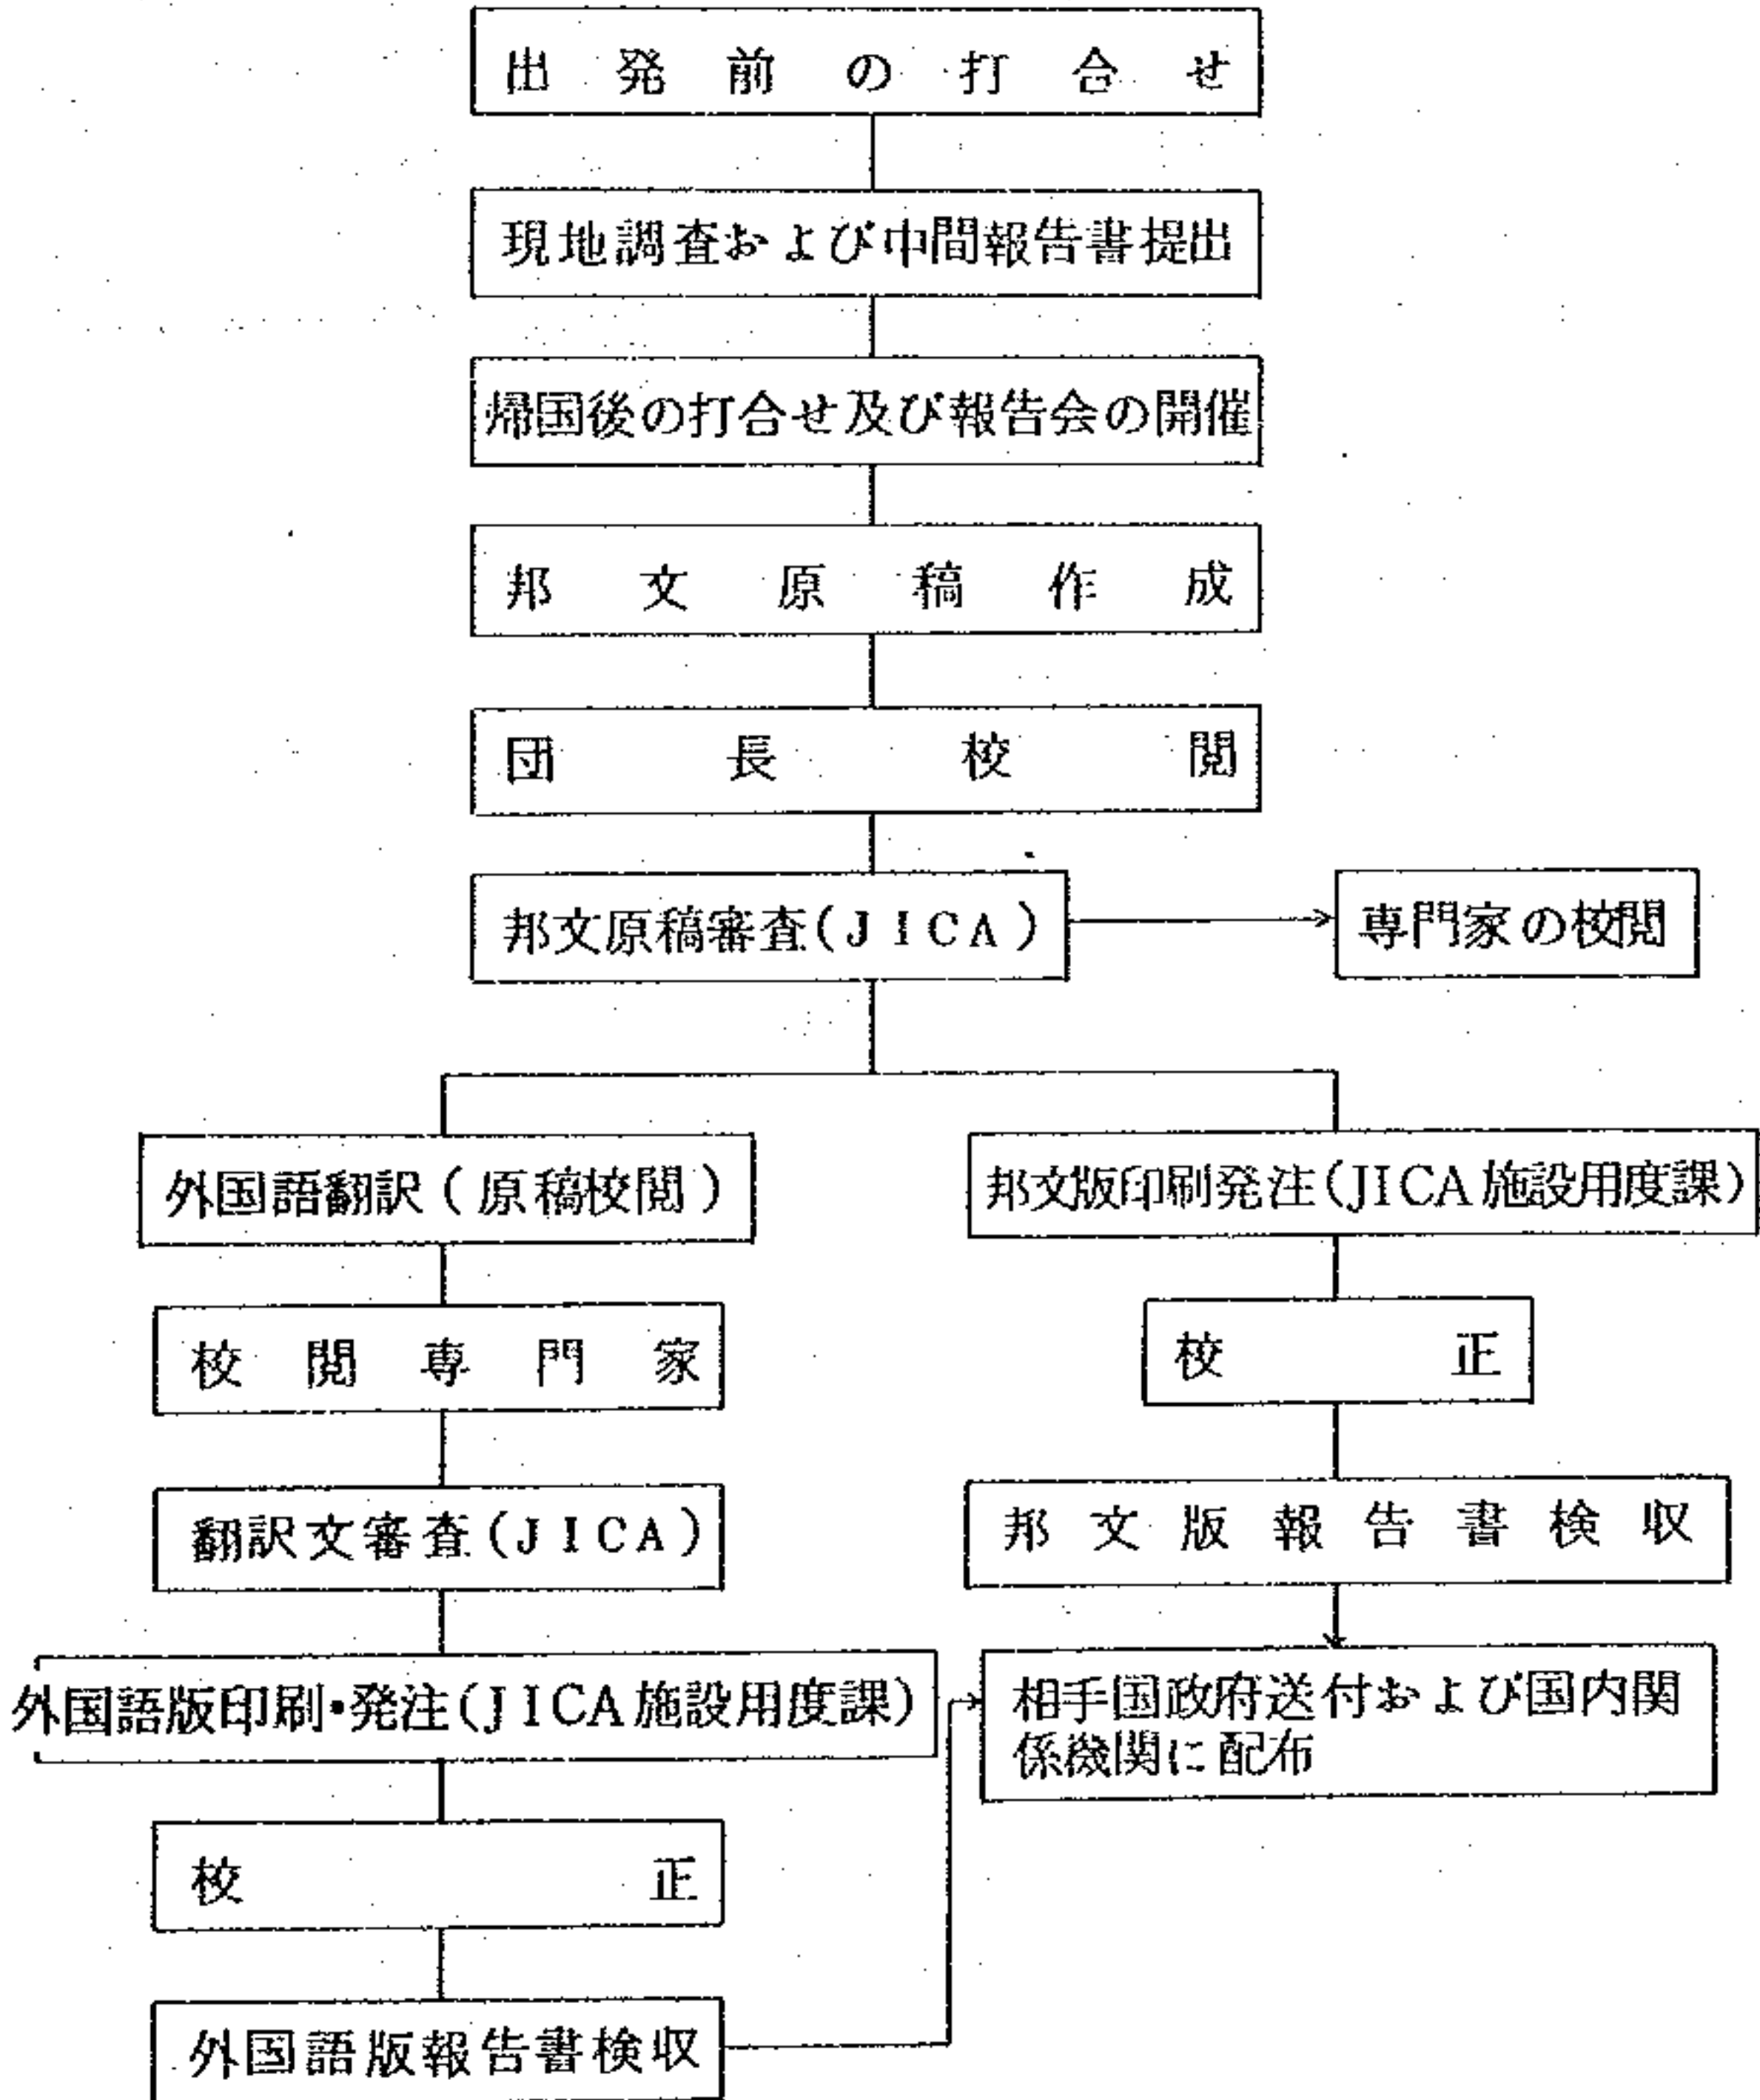 出発前の打合せ
現地調査および中間報告書提出
帰国後の打合せ及び報告会の開催
邦文原稿作成
団長校閲
邦文原稿審査(JICA)
専門家の校閲
外国語翻訳(原稿校閲)
邦文版印刷発注(JICA施設用度課)
校閲専門家
校正
翻訳文審査(JICA)
邦文版報告書検収
外国語版印刷・発注(JICA施設用度課)
相手国政府送付および国内関
係機関に配布
校正
外国語版報告書検収